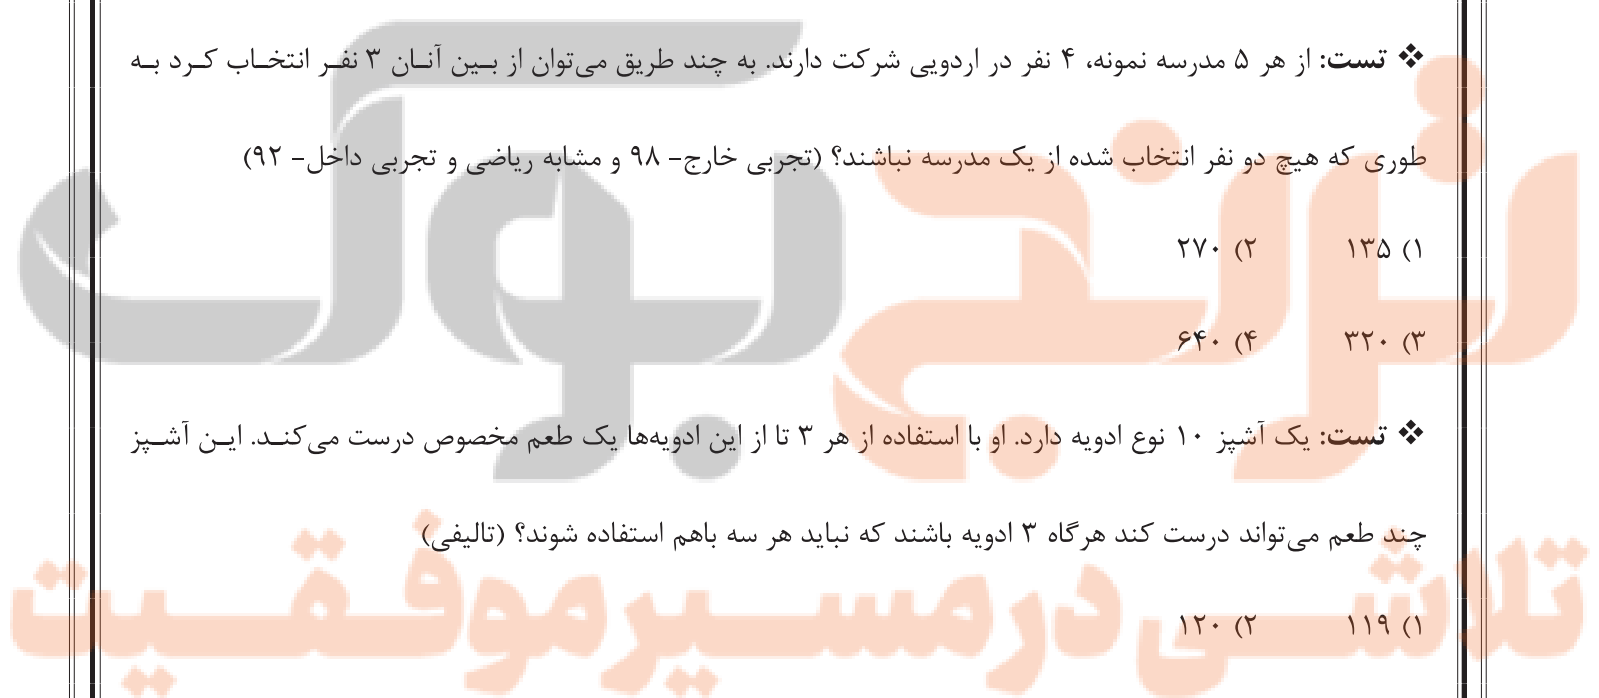 ❖ تست: از هر ۵ مدرسه نمونه، ۴ نفر در اردویی شرکت دارند. به چند طریق می‌توان از بین آنان ۳ نفر انتخاب کرد به
طوری که هیچ دو نفر انتخاب شده از یک مدرسه نباشند؟ (تجربی خارج- ۹۸ و مشابه ریاضی و تجربی داخل- ۹۲)
۱) ۱۳۵ ۲) ۲۷۰
۳) ۳۲۰ ۴) ۶۴۰
❖ تست: یک آشپز ۱۰ نوع ادویه دارد. او با استفاده از هر ۳ تا از این ادویه‌ها یک طعم مخصوص درست می‌کند. این آشپز
چند طعم می‌تواند درست کند هرگاه ۳ ادویه باشند که نباید هر سه باهم استفاده شوند؟ (تالیفی)
۱) ۱۱۹ ۲) ۱۲۰
ترنج بوک
تلاشی در مسیر موفقیت